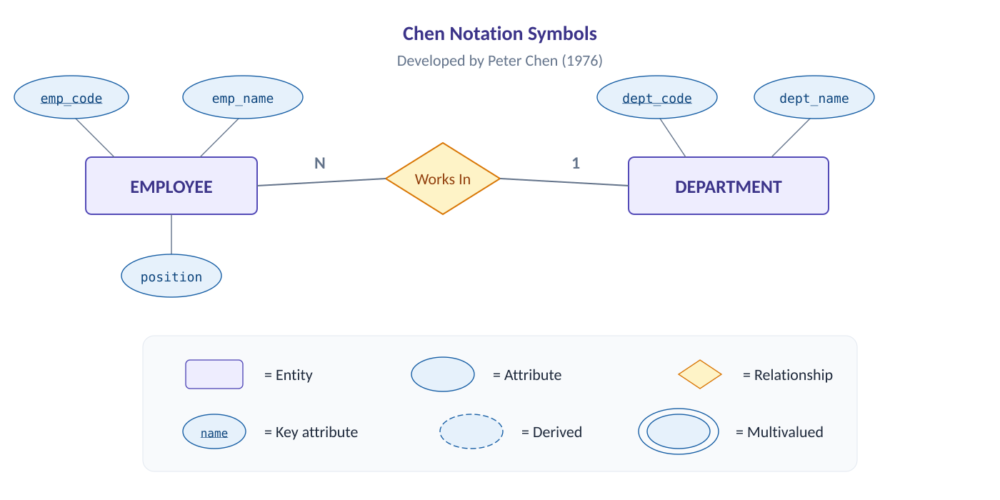 Chen Notation Symbols
Developed by Peter Chen (1976)
emp_code
emp_name
dept_code
dept_name
N
1
EMPLOYEE
Works In
DEPARTMENT
position
= Entity
= Attribute
= Relationship
name
= Key attribute
= Derived
= Multivalued